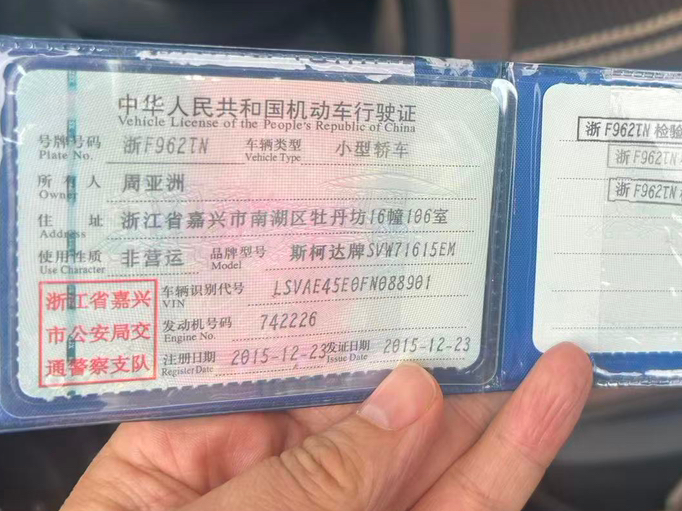 中华人民共和国机动车行驶证
Vehicle License of the People's Republic of China
号牌号码 Plate No. 浙F962TN 车辆类型 Vehicle Type 小型轿车
所有人 Owner 周亚洲
住址 Address 浙江省嘉兴市南湖区牡丹坊16幢106室
使用性质 Use Character 非营运 品牌型号 Model 斯柯达牌SVW71615EM
车辆识别代号 VIN LSVAE45E0FN088901
发动机号码 Engine No. 742226
注册日期 Register Date 2015-12-23 发证日期 Issue Date 2015-12-23
浙江省嘉兴
市公安局交
通警察支队
浙F962TN 检验
浙F962TN
浙F962TN